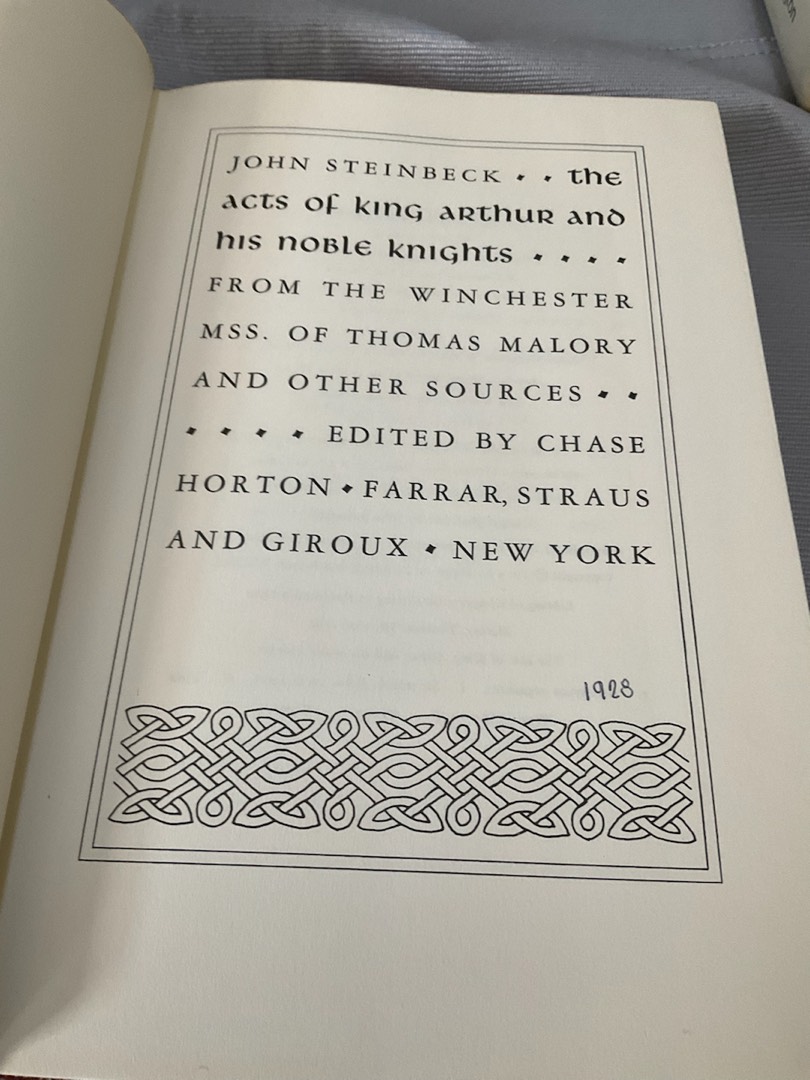 JOHN STEINBECK · · the
acts of king arthur and
his noble knights · · · ·
FROM THE WINCHESTER
MSS. OF THOMAS MALORY
AND OTHER SOURCES · ·
· · · · EDITED BY CHASE
HORTON · FARRAR, STRAUS
AND GIROUX · NEW YORK
1928